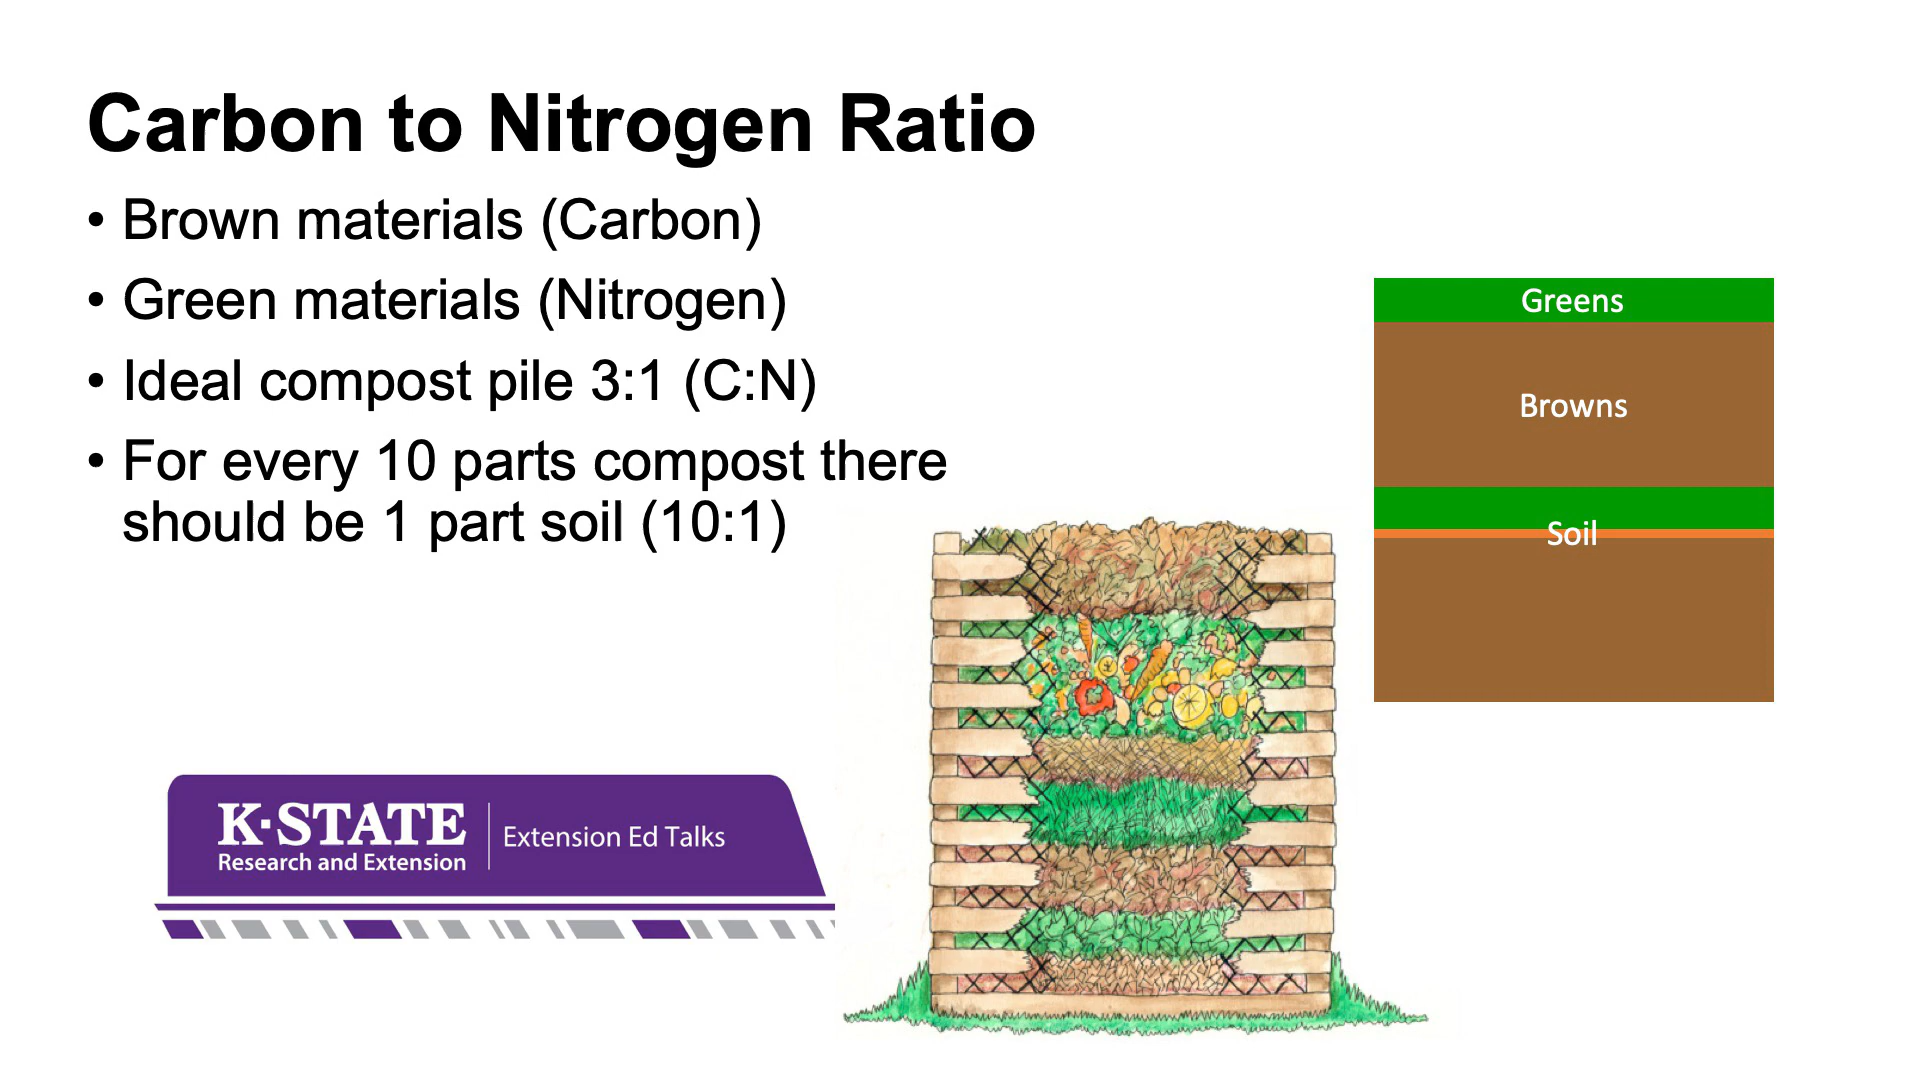 Carbon to Nitrogen Ratio
• Brown materials (Carbon)
• Green materials (Nitrogen)
• Ideal compost pile 3:1 (C:N)
• For every 10 parts compost there
should be 1 part soil (10:1)
Greens
Browns
Soil
K·STATE
Research and Extension
Extension Ed Talks